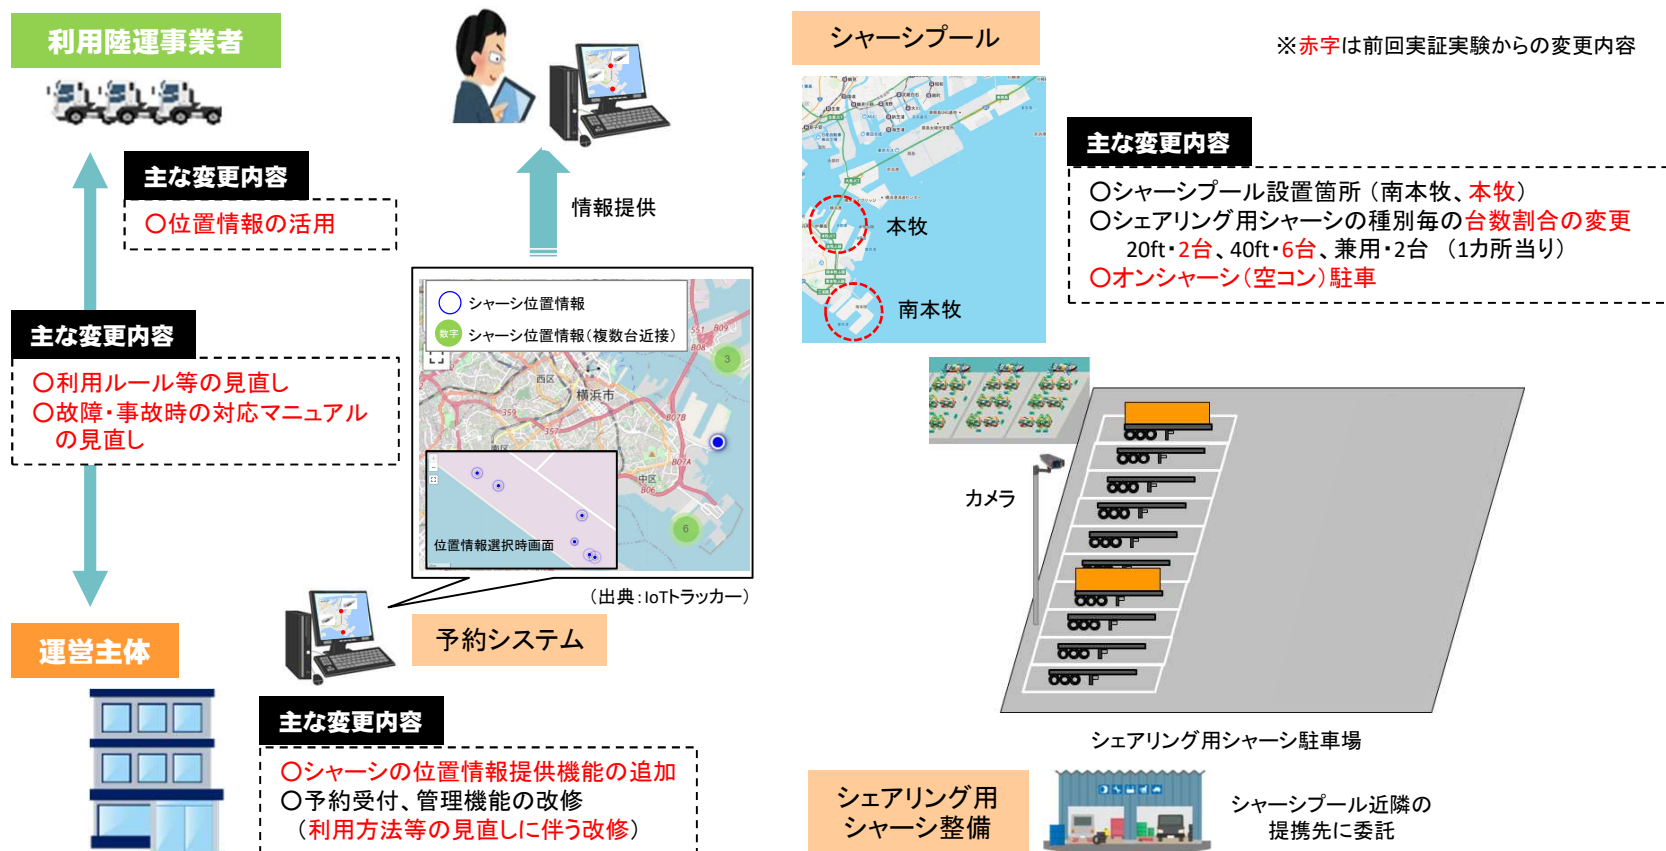 利用陸運事業者
主な変更内容
〇位置情報の活用
主な変更内容
〇利用ルール等の見直し
〇故障・事故時の対応マニュアル
の見直し
運営主体
情報提供
シャーシ位置情報
数字 シャーシ位置情報（複数台近接）
西区
横浜市
南区
中区
359
357
551
B09
B08
B07B
B07A
B06
3
6
位置情報選択時画面
（出典：IoTトラッカー）
予約システム
主な変更内容
〇シャーシの位置情報提供機能の追加
〇予約受付、管理機能の改修
（利用方法等の見直しに伴う改修）
シャーシプール
※赤字は前回実証実験からの変更内容
本牧
南本牧
主な変更内容
〇シャーシプール設置箇所（南本牧、本牧）
〇シェアリング用シャーシの種別毎の台数割合の変更
20ft・2台、40ft・6台、兼用・2台　（1カ所当り）
〇オンシャーシ（空コン）駐車
カメラ
シェアリング用シャーシ駐車場
シェアリング用
シャーシ整備
シャーシプール近隣の
提携先に委託